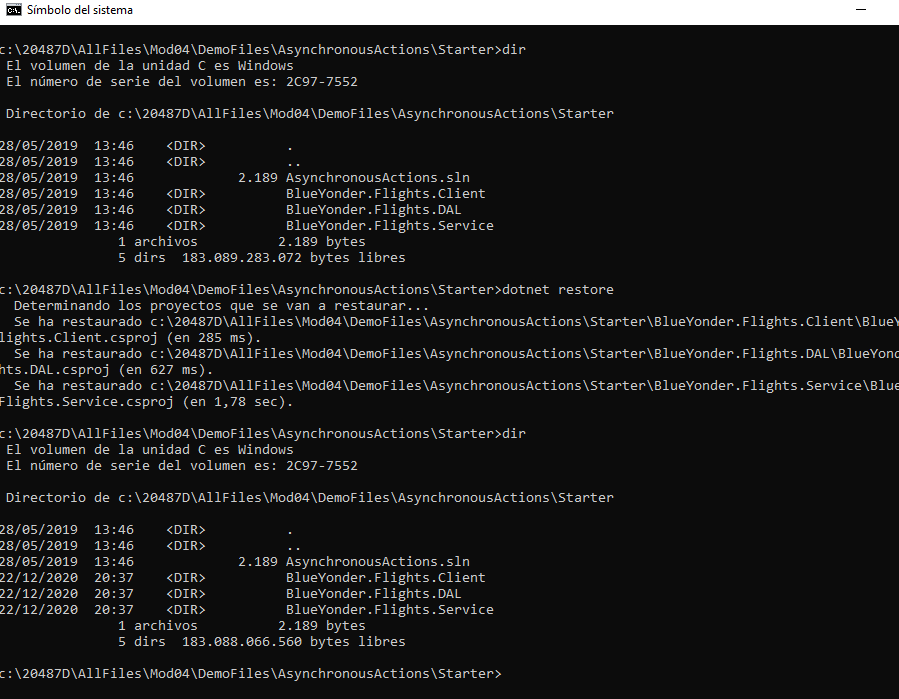 Símbolo del sistema
c:\20487D\AllFiles\Mod04\DemoFiles\AsynchronousActions\Starter>dir
El volumen de la unidad C es Windows
El número de serie del volumen es: 2C97-7552
Directorio de c:\20487D\AllFiles\Mod04\DemoFiles\AsynchronousActions\Starter
28/05/2019  13:46    <DIR>          .
28/05/2019  13:46    <DIR>          ..
28/05/2019  13:46             2.189 AsynchronousActions.sln
28/05/2019  13:46    <DIR>          BlueYonder.Flights.Client
28/05/2019  13:46    <DIR>          BlueYonder.Flights.DAL
28/05/2019  13:46    <DIR>          BlueYonder.Flights.Service
1 archivos          2.189 bytes
5 dirs  183.089.283.072 bytes libres
c:\20487D\AllFiles\Mod04\DemoFiles\AsynchronousActions\Starter>dotnet restore
Determinando los proyectos que se van a restaurar...
Se ha restaurado c:\20487D\AllFiles\Mod04\DemoFiles\AsynchronousActions\Starter\BlueYonder.Flights.Client\BlueY
lights.Client.csproj (en 285 ms).
Se ha restaurado c:\20487D\AllFiles\Mod04\DemoFiles\AsynchronousActions\Starter\BlueYonder.Flights.DAL\BlueYond
hts.DAL.csproj (en 627 ms).
Se ha restaurado c:\20487D\AllFiles\Mod04\DemoFiles\AsynchronousActions\Starter\BlueYonder.Flights.Service\Blue
Flights.Service.csproj (en 1,78 sec).
c:\20487D\AllFiles\Mod04\DemoFiles\AsynchronousActions\Starter>dir
El volumen de la unidad C es Windows
El número de serie del volumen es: 2C97-7552
Directorio de c:\20487D\AllFiles\Mod04\DemoFiles\AsynchronousActions\Starter
28/05/2019  13:46    <DIR>          .
28/05/2019  13:46    <DIR>          ..
28/05/2019  13:46             2.189 AsynchronousActions.sln
22/12/2020  20:37    <DIR>          BlueYonder.Flights.Client
22/12/2020  20:37    <DIR>          BlueYonder.Flights.DAL
22/12/2020  20:37    <DIR>          BlueYonder.Flights.Service
1 archivos          2.189 bytes
5 dirs  183.088.066.560 bytes libres
c:\20487D\AllFiles\Mod04\DemoFiles\AsynchronousActions\Starter>